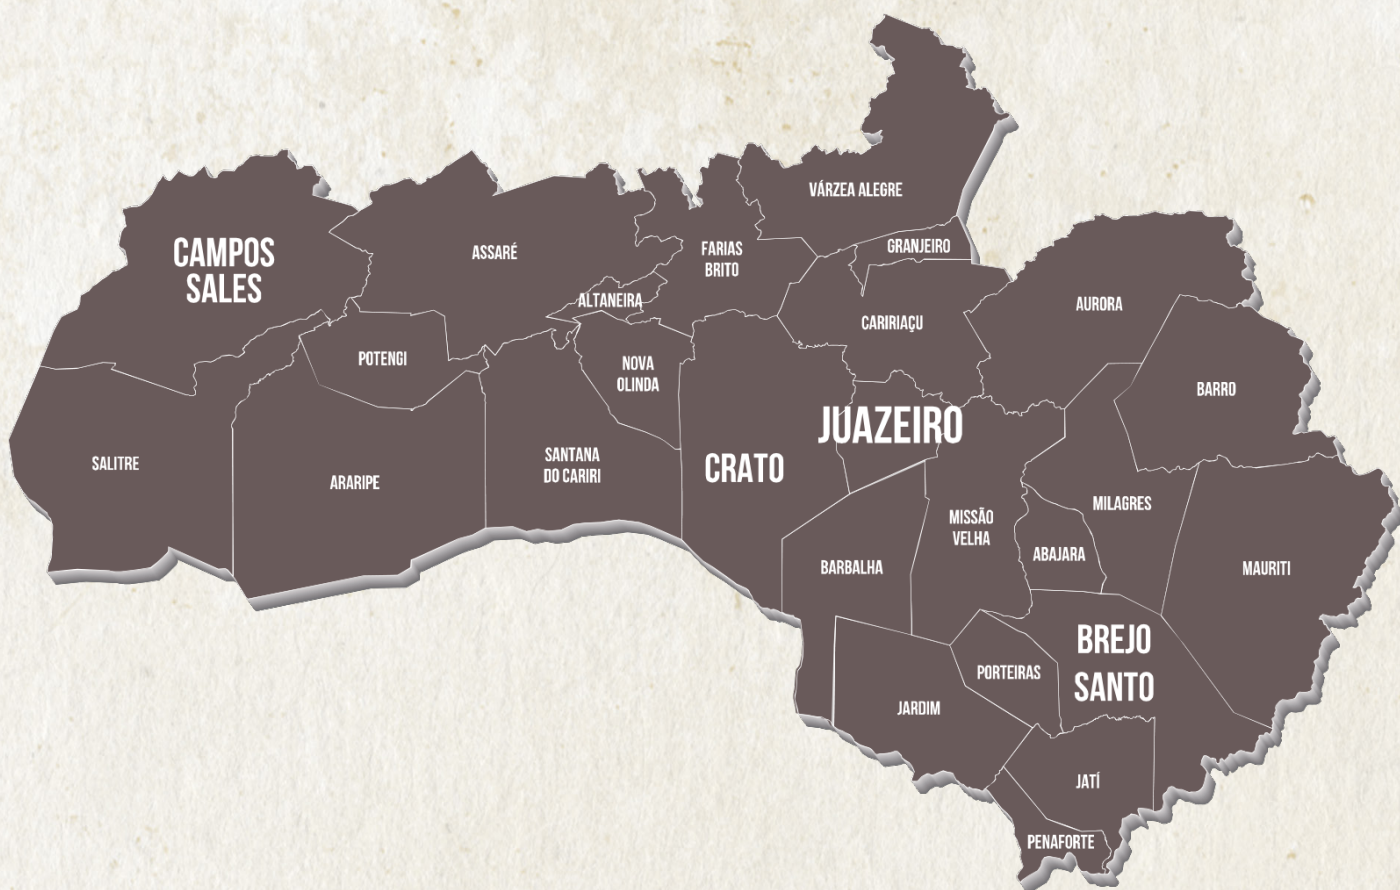 VÁRZEA ALEGRE
GRANJEIRO
CAMPOS
SALES
ASSARÉ
FARIAS
BRITO
ALTANEIRA
CARIRIAÇU
AURORA
POTENGI
NOVA
OLINDA
BARRO
JUAZEIRO
SALITRE
ARARIPE
SANTANA
DO CARIRI
CRATO
MILAGRES
MISSÃO
VELHA
ABAJARA
BARBALHA
MAURITI
BREJO
SANTO
PORTEIRAS
JARDIM
JATÍ
PENAFORTE